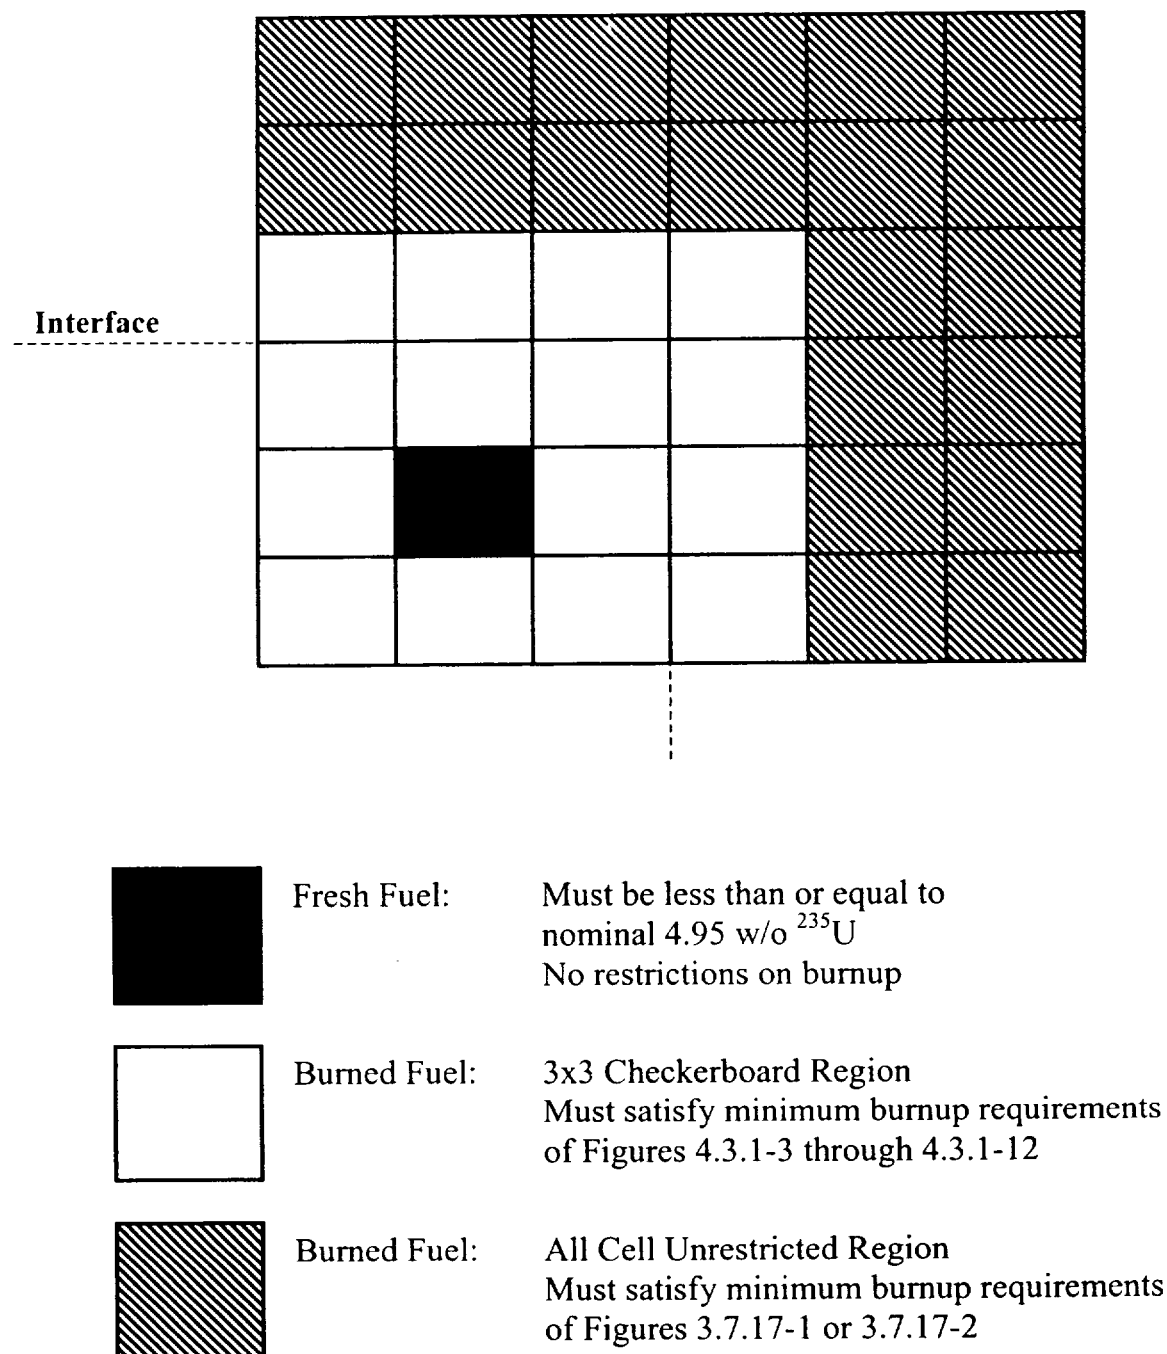 Interface
Fresh Fuel: Must be less than or equal to
nominal 4.95 w/o ²³⁵U
No restrictions on burnup
Burned Fuel: 3x3 Checkerboard Region
Must satisfy minimum burnup requirements
of Figures 4.3.1-3 through 4.3.1-12
Burned Fuel: All Cell Unrestricted Region
Must satisfy minimum burnup requirements
of Figures 3.7.17-1 or 3.7.17-2